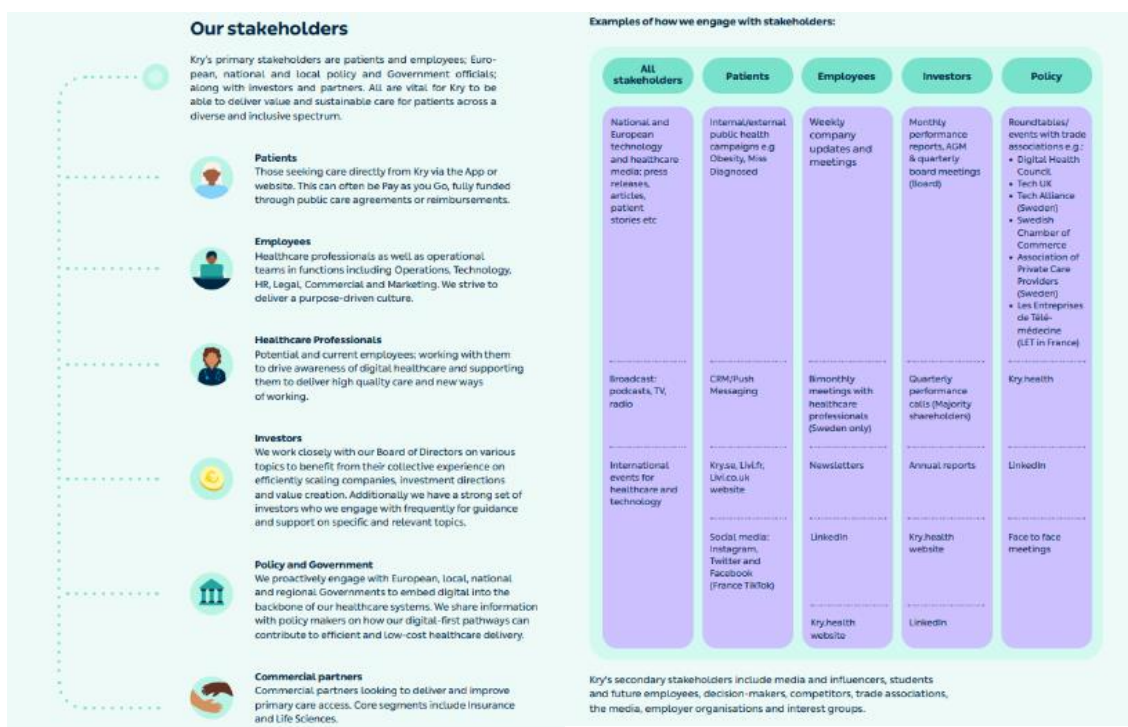 Our stakeholders
Kry's primary stakeholders are patients and employees; Euro-
pean, national and local policy and Government officials;
along with investors and partners. All are vital for Kry to be
able to deliver value and sustainable care for patients across a
diverse and inclusive spectrum.
Patients
Those seeking care directly from Kry via the App or
website. This can often be Pay as you Go, fully funded
through public care agreements or reimbursements.
Employees
Healthcare professionals as well as operational
teams in functions including Operations, Technology,
HR, Legal, Commercial and Marketing. We strive to
deliver a purpose-driven culture.
Healthcare Professionals
Potential and current employees; working with them
to drive awareness of digital healthcare and supporting
them to deliver high quality care and new ways
of working.
Investors
We work closely with our Board of Directors on various
topics to benefit from their collective experience on
efficiently scaling companies, investment directions
and value creation. Additionally we have a strong set of
investors who we engage with frequently for guidance
and support on specific and relevant topics.
Policy and Government
We proactively engage with European, local, national
and regional Governments to embed digital into the
backbone of our healthcare systems. We share information
with policy makers on how our digital-first pathways can
contribute to efficient and low-cost healthcare delivery.
Commercial partners
Commercial partners looking to deliver and improve
primary care access. Core segments include Insurance
and Life Sciences.
Examples of how we engage with stakeholders:
All
stakeholders
National and
European
technology
and healthcare
media: press
releases,
articles,
patient
stories etc
Broadcast:
podcasts, TV,
radio
International
events for
healthcare and
technology
Patients
Internal/external
public health
campaigns e.g
Obesity, Miss
Diagnosed
CRM/Push
Messaging
Kry.se, Livi.fr,
Livi.co.uk
website
Social media:
Instagram,
Twitter and
Facebook
(France TikTok)
Employees
Weekly
company
updates and
meetings
Bimonthly
meetings with
healthcare
professionals
(Sweden only)
Newsletters
LinkedIn
Kry.health
website
Investors
Monthly
performance
reports, AGM
& quarterly
board meetings
(Board)
Quarterly
performance
calls (Majority
shareholders)
Annual reports
Kry.health
website
LinkedIn
Policy
Roundtables/
events with trade
associations e.g.:
• Digital Health
Council
• Tech UK
• Tech Alliance
(Sweden)
• Swedish
Chamber of
Commerce
• Association of
Private Care
Providers
(Sweden)
• Les Entreprises
de Télé-
médecine
(LET in France)
Kry.health
LinkedIn
Face to face
meetings
Kry's secondary stakeholders include media and influencers, students
and future employees, decision-makers, competitors, trade associations,
the media, employer organisations and interest groups.